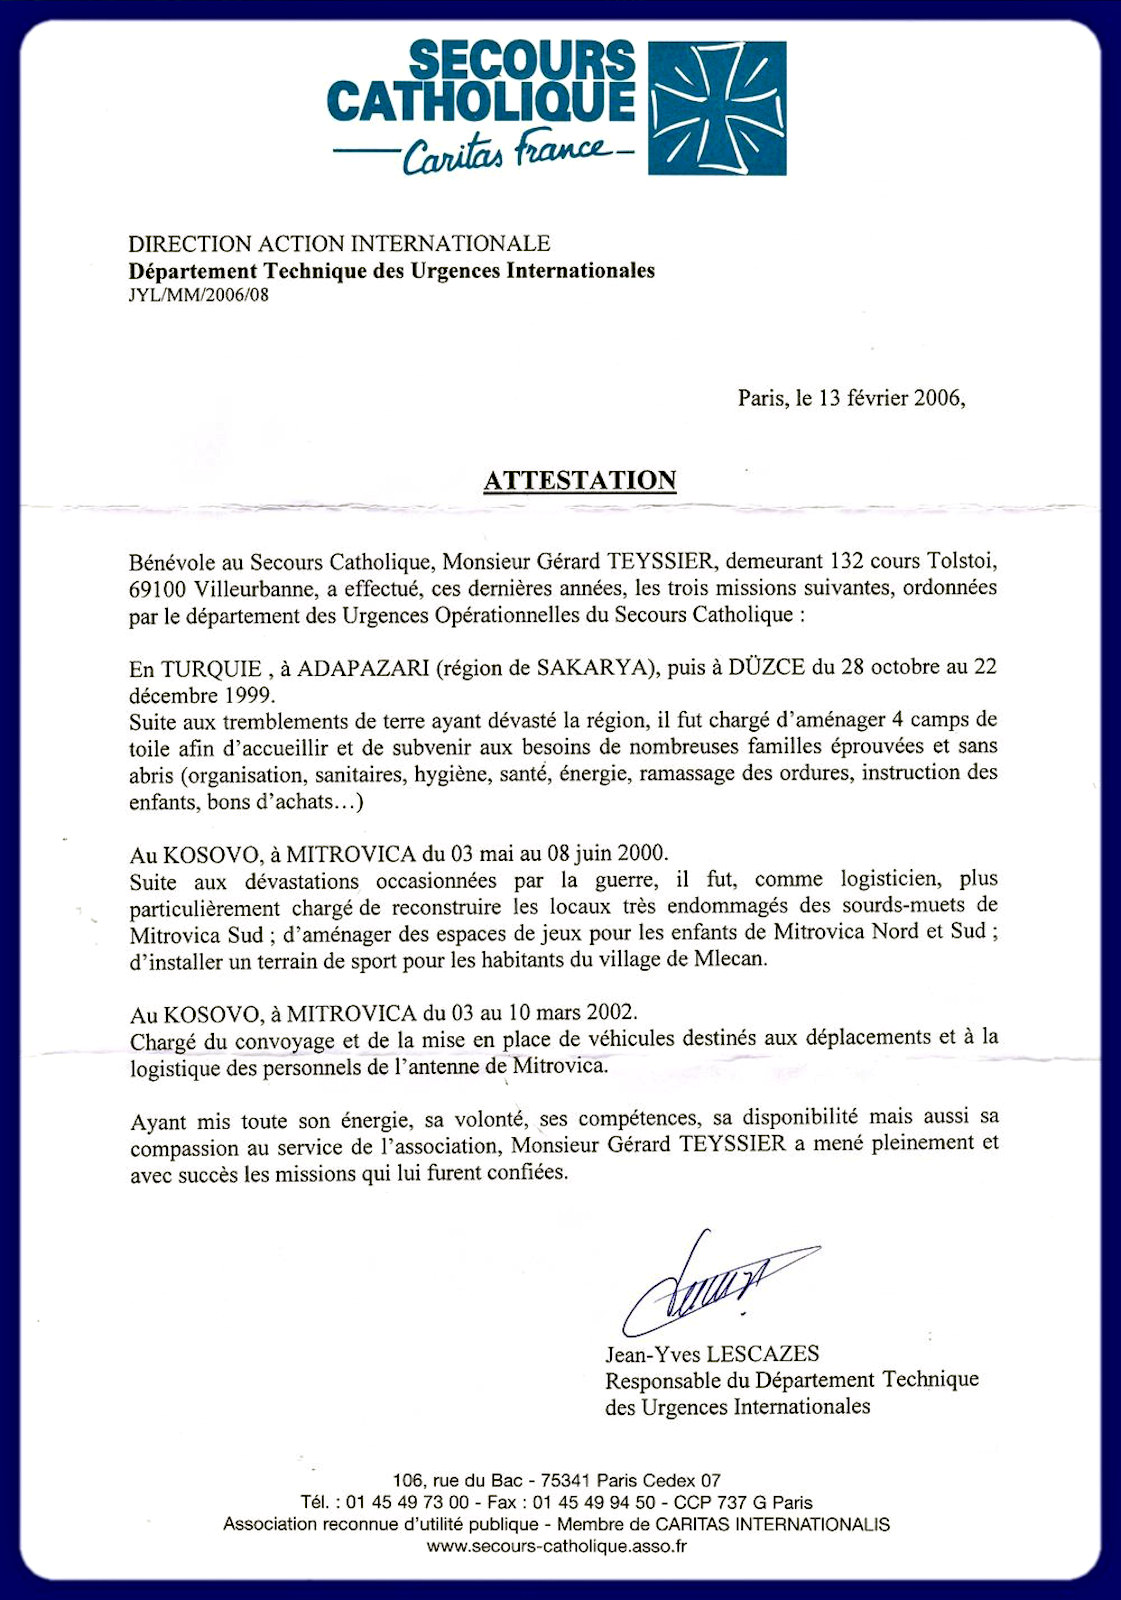 SECOURS
CATHOLIQUE
Caritas France
DIRECTION ACTION INTERNATIONALE
Département Technique des Urgences Internationales
JYL/MM/2006/08
Paris, le 13 février 2006,
ATTESTATION
Bénévole au Secours Catholique, Monsieur Gérard TEYSSIER, demeurant 132 cours Tolstoi,
69100 Villeurbanne, a effectué, ces dernières années, les trois missions suivantes, ordonnées
par le département des Urgences Opérationnelles du Secours Catholique :
En TURQUIE , à ADAPAZARI (région de SAKARYA), puis à DÜZCE du 28 octobre au 22
décembre 1999.
Suite aux tremblements de terre ayant dévasté la région, il fut chargé d’aménager 4 camps de
toile afin d’accueillir et de subvenir aux besoins de nombreuses familles éprouvées et sans
abris (organisation, sanitaires, hygiène, santé, énergie, ramassage des ordures, instruction des
enfants, bons d’achats…)
Au KOSOVO, à MITROVICA du 03 mai au 08 juin 2000.
Suite aux dévastations occasionnées par la guerre, il fut, comme logisticien, plus
particulièrement chargé de reconstruire les locaux très endommagés des sourds-muets de
Mitrovica Sud ; d’aménager des espaces de jeux pour les enfants de Mitrovica Nord et Sud ;
d’installer un terrain de sport pour les habitants du village de Mlecan.
Au KOSOVO, à MITROVICA du 03 au 10 mars 2002.
Chargé du convoyage et de la mise en place de véhicules destinés aux déplacements et à la
logistique des personnels de l’antenne de Mitrovica.
Ayant mis toute son énergie, sa volonté, ses compétences, sa disponibilité mais aussi sa
compassion au service de l’association, Monsieur Gérard TEYSSIER a mené pleinement et
avec succès les missions qui lui furent confiées.
Jean-Yves LESCAZES
Responsable du Département Technique
des Urgences Internationales
106, rue du Bac - 75341 Paris Cedex 07
Tél. : 01 45 49 73 00 - Fax : 01 45 49 94 50 - CCP 737 G Paris
Association reconnue d’utilité publique - Membre de CARITAS INTERNATIONALIS
www.secours-catholique.asso.fr